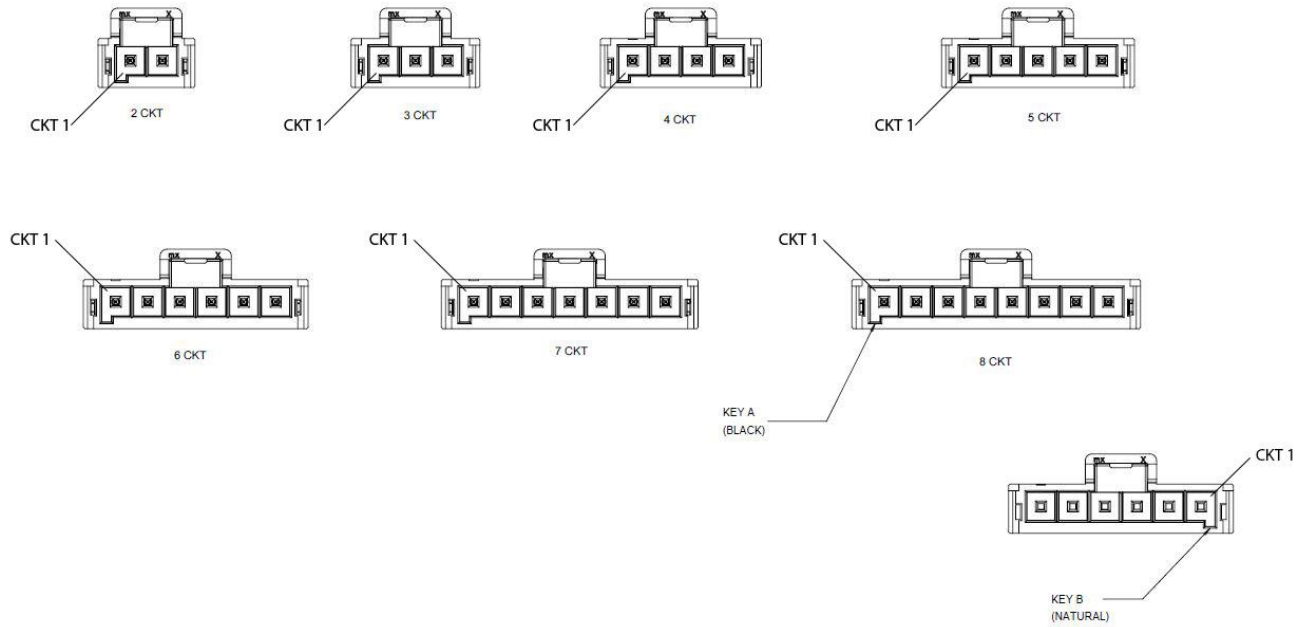 mx X
mx X
mx X
mx X
CKT 1
2 CKT
CKT 1
3 CKT
CKT 1
4 CKT
CKT 1
5 CKT
CKT 1
mx X
6 CKT
CKT 1
mx X
7 CKT
CKT 1
mx X
8 CKT
KEY A
(BLACK)
mx X
CKT 1
KEY B
(NATURAL)